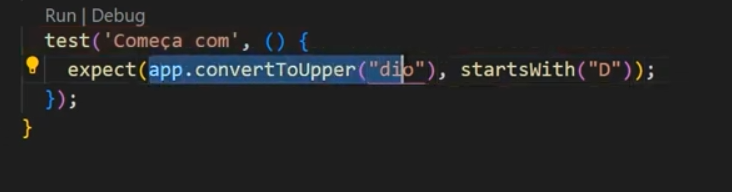 Run | Debug
test('Começa com', () {
expect(app.convertToUpper("dio"), startsWith("D"));
});
}